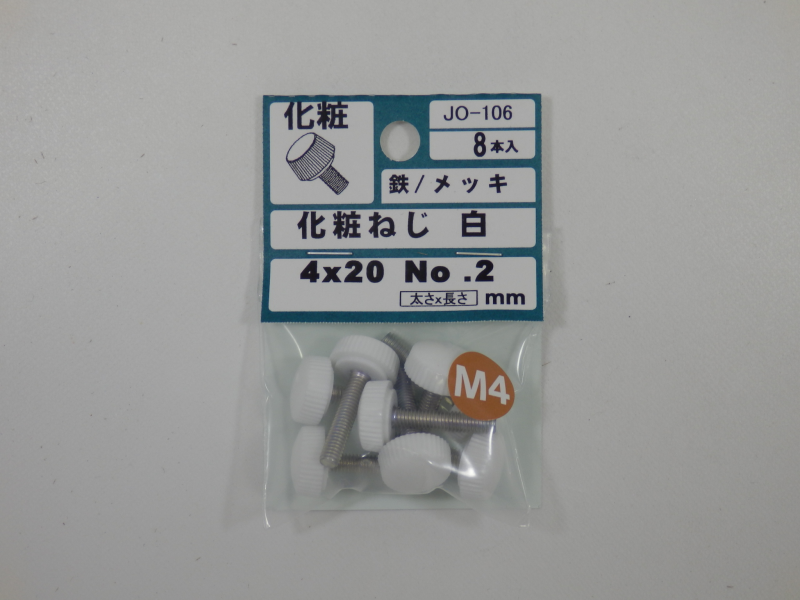 化粧
JO-106
8本入
鉄/メッキ
化粧ねじ 白
4x20 No.2
太さx長さ mm
M4